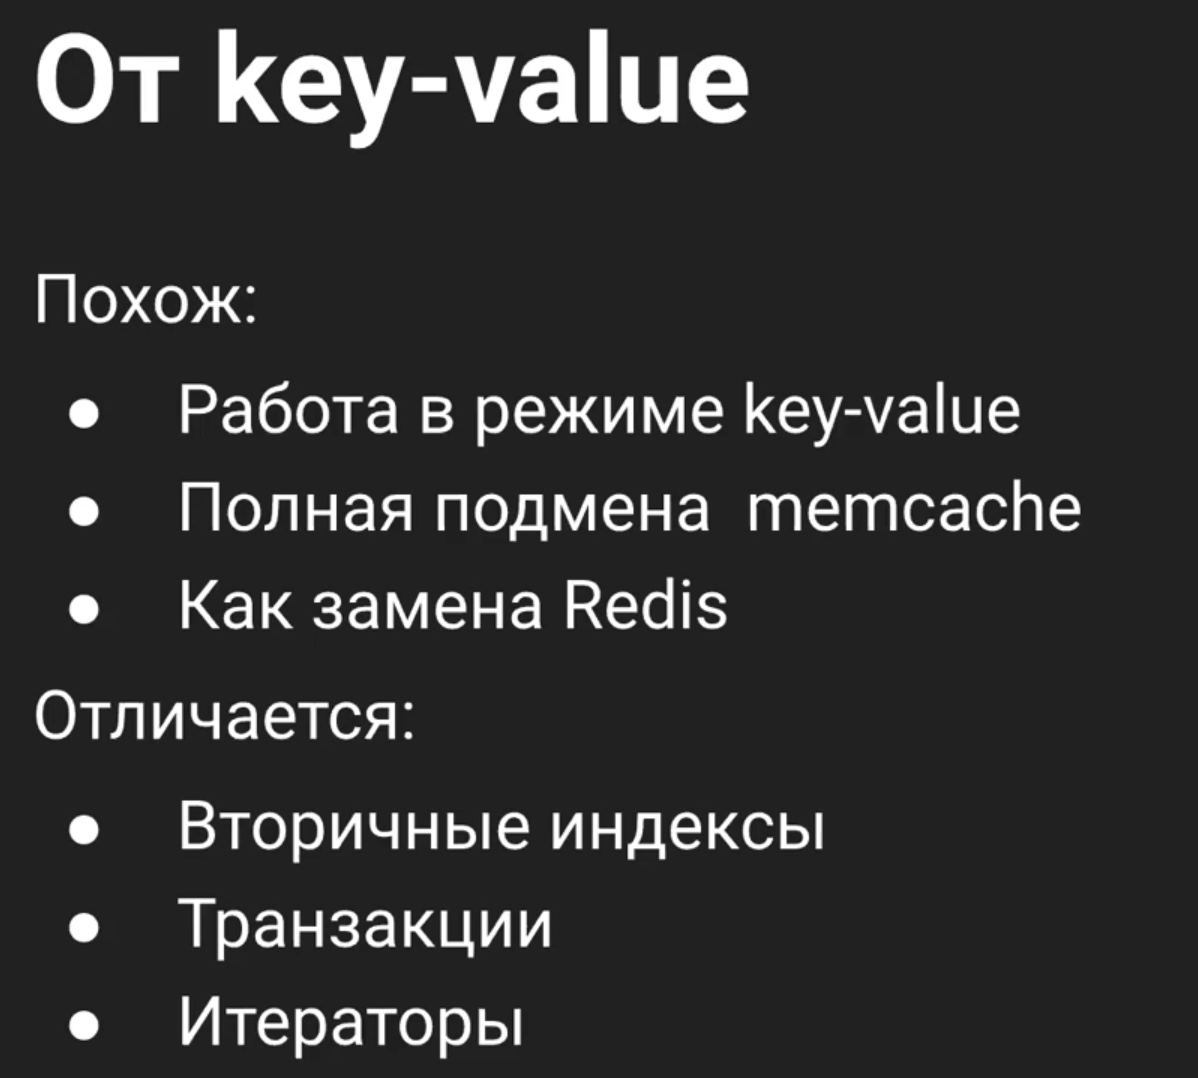 От key-value
Похож:
● Работа в режиме key-value
● Полная подмена  memcache
● Как замена Redis
Отличается:
● Вторичные индексы
● Транзакции
● Итераторы